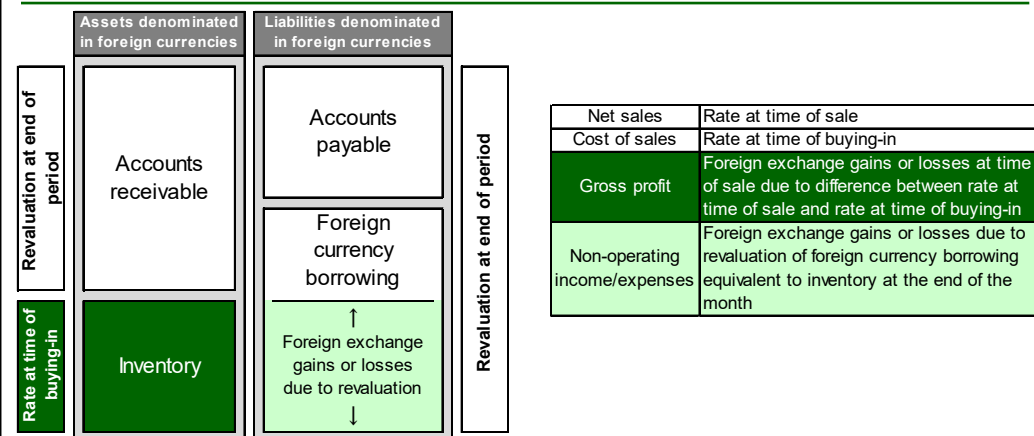 Assets denominated
in foreign currencies
Liabilities denominated
in foreign currencies
Revaluation at end of
period
Accounts
receivable
Accounts
payable
Foreign
currency
borrowing
Revaluation at end of period
Rate at time of
buying-in
Inventory
↑
Foreign exchange
gains or losses
due to revaluation
↓
Net sales
Rate at time of sale
Cost of sales
Rate at time of buying-in
Gross profit
Foreign exchange gains or losses at time
of sale due to difference between rate at
time of sale and rate at time of buying-in
Non-operating
income/expenses
Foreign exchange gains or losses due to
revaluation of foreign currency borrowing
equivalent to inventory at the end of the
month